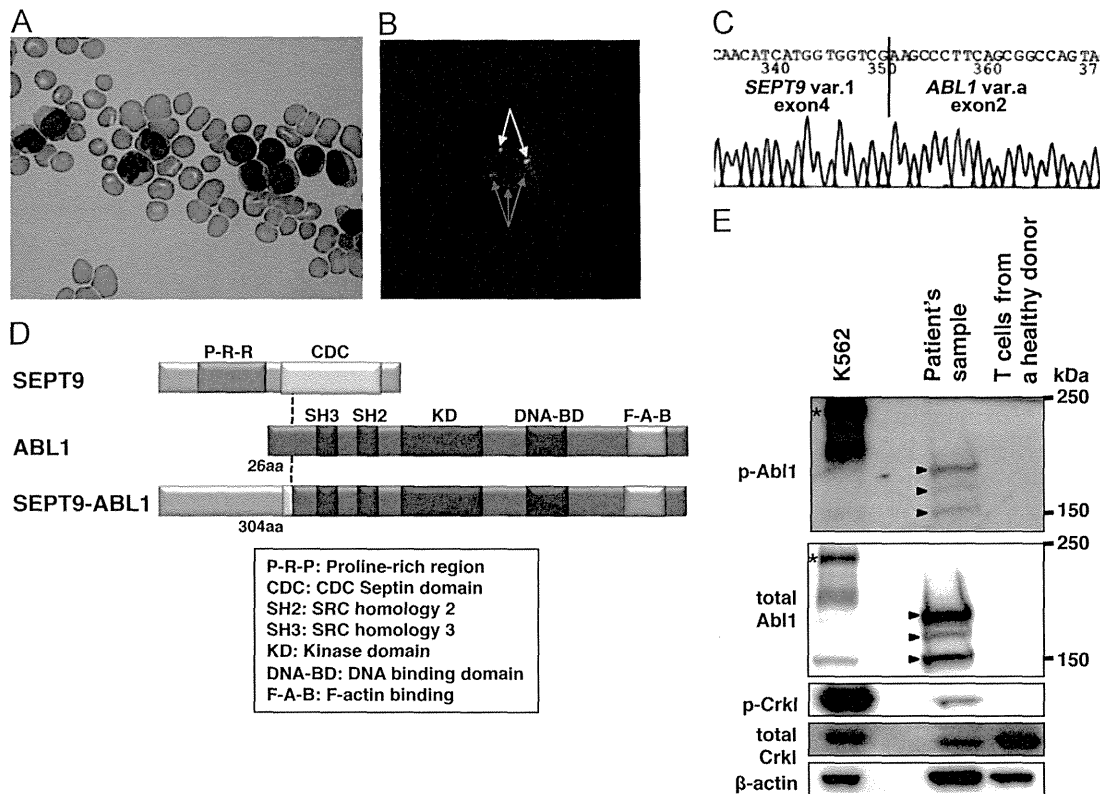 A
B
C
CAACATCATGGTGGTCGAAGCCCTTCAGCGGCCAGTA
340 350 360 37
SEPT9 var.1 ABL1 var.a
exon4 exon2
D
P-R-R CDC
SEPT9
SH3 SH2 KD DNA-BD F-A-B
ABL1
26aa
SEPT9-ABL1
304aa
P-R-P: Proline-rich region
CDC: CDC Septin domain
SH2: SRC homology 2
SH3: SRC homology 3
KD: Kinase domain
DNA-BD: DNA binding domain
F-A-B: F-actin binding
E
K562
Patient's
sample
T cells from
a healthy donor
kDa
250
*
p-Abl1
150
250
*
total
Abl1
150
p-Crkl
total
Crkl
β-actin